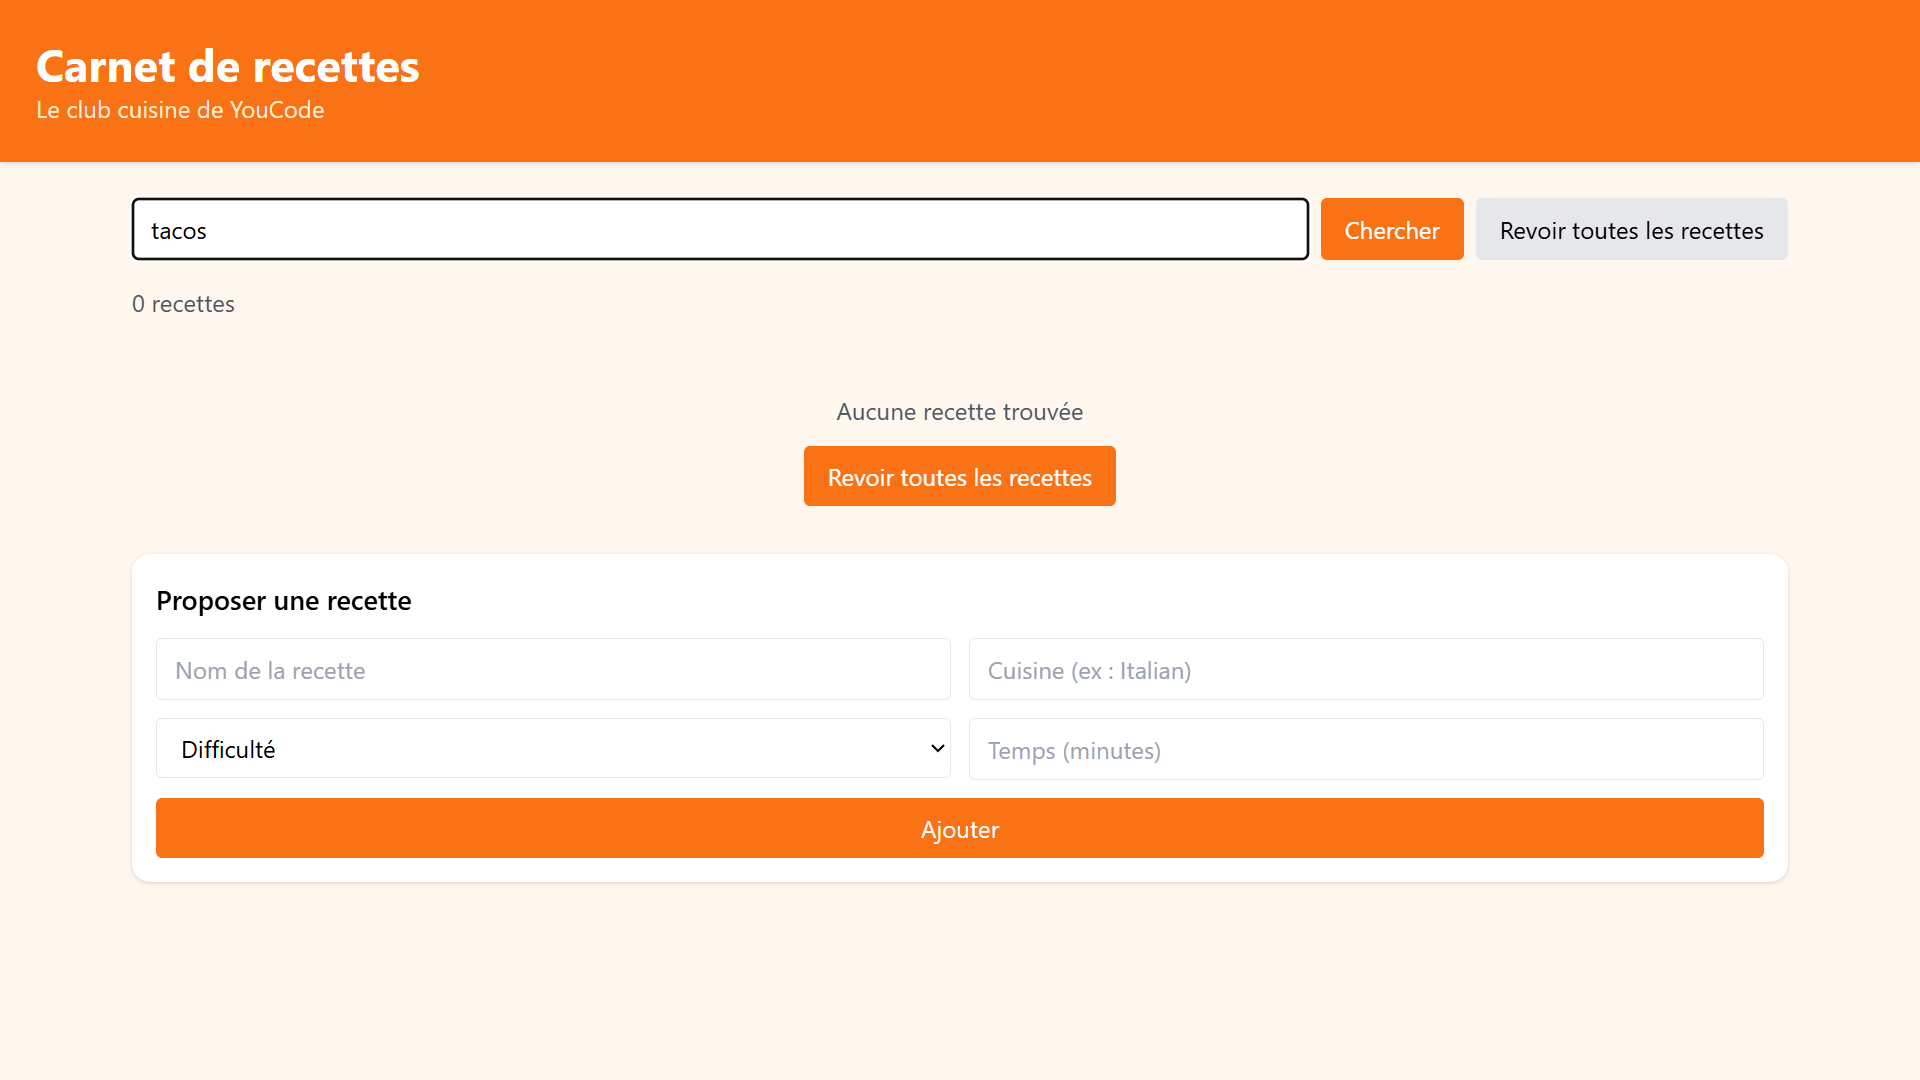 Carnet de recettes
Le club cuisine de YouCode
tacos
Chercher
Revoir toutes les recettes
0 recettes
Aucune recette trouvée
Revoir toutes les recettes
Proposer une recette
Nom de la recette
Cuisine (ex : Italian)
Difficulté
Temps (minutes)
Ajouter